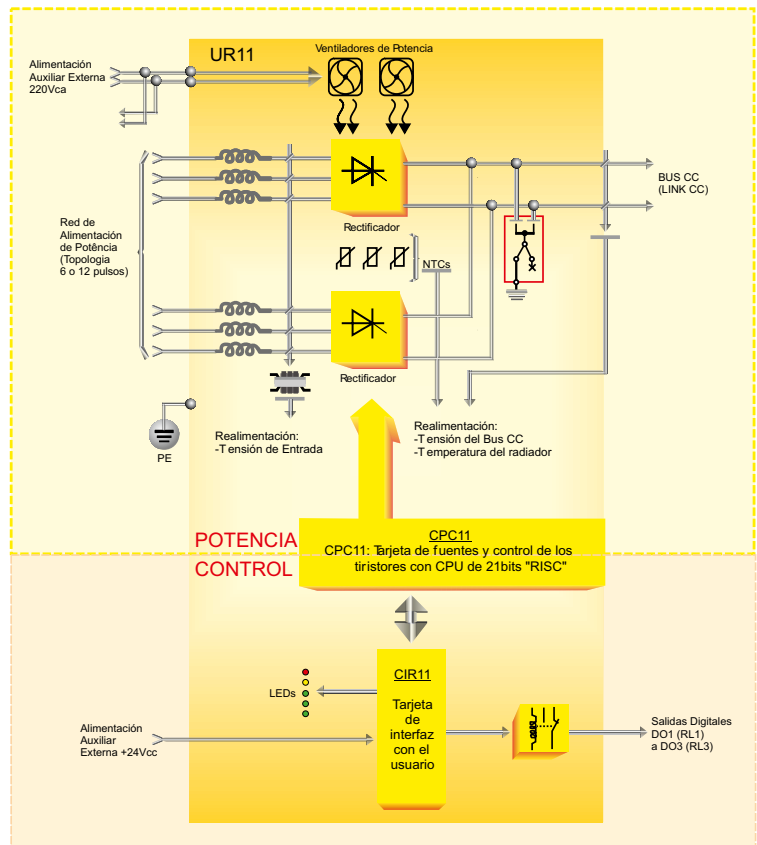 UR11
Ventiladores de Potencia
Alimentación
Auxiliar Externa
220Vca
BUS CC
(LINK CC)
Red de
Alimentación
de Potência
(Topologia
6 o 12 pulsos)
Rectificador
NTCs
Rectificador
PE
Realimentación:
-Tensión de Entrada
Realimentación:
-Tensión del Bus CC
-Temperatura del radiador
POTENCIA
CONTROL
CPC11
CPC11: Tarjeta de fuentes y control de los
tiristores con CPU de 21bits "RISC"
LEDs
CIR11
Tarjeta
de
interfaz
con el
usuario
Alimentación
Auxiliar
Externa +24Vcc
Salidas Digitales
DO1 (RL1)
a DO3 (RL3)